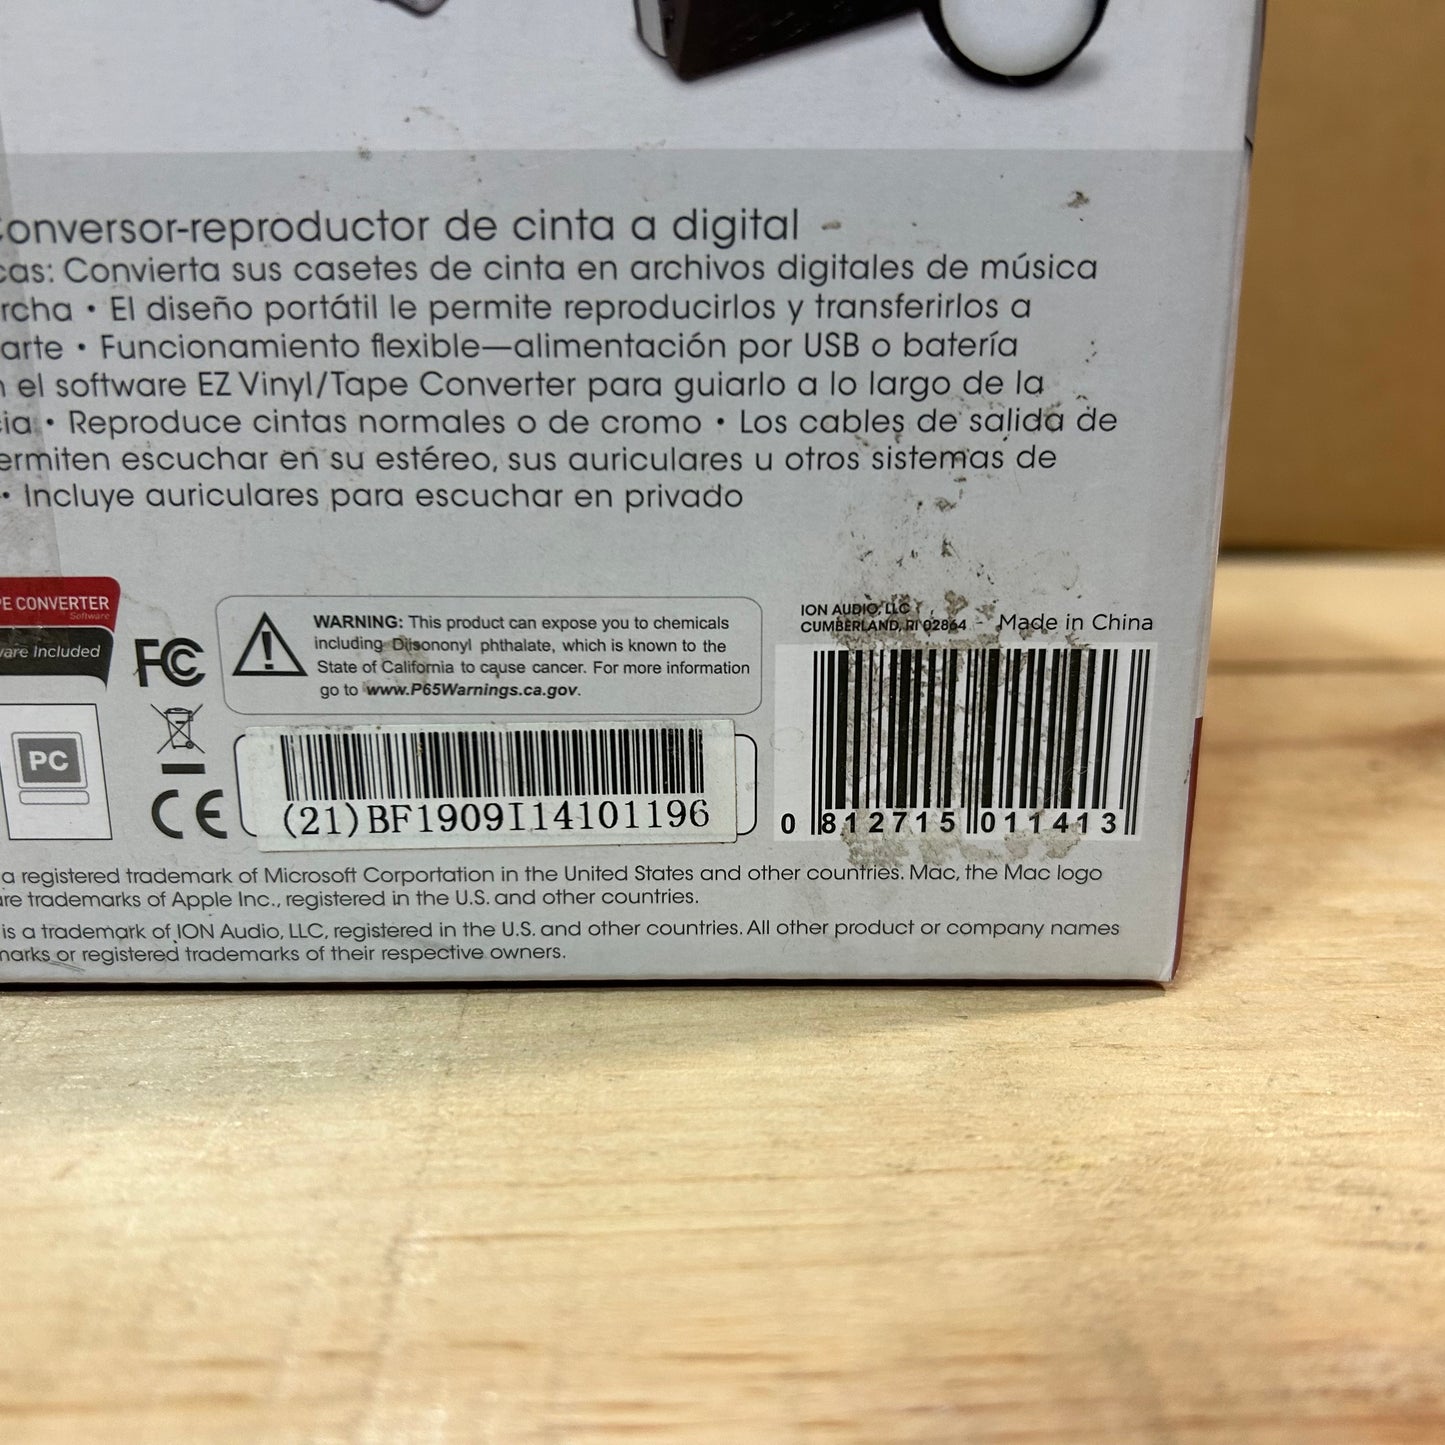 onversor-reproductor de cinta a digital
cas: Convierta sus casetes de cinta en archivos digitales de música
rcha • El diseño portátil le permite reproducirlos y transferirlos a
arte • Funcionamiento flexible—alimentación por USB o batería
n el software EZ Vinyl/Tape Converter para guiarlo a lo largo de la
cia • Reproduce cintas normales o de cromo • Los cables de salida de
ermiten escuchar en su estéreo, sus auriculares u otros sistemas de
• Incluye auriculares para escuchar en privado
PE CONVERTER
Software
ware Included
PC
FC
CE
WARNING: This product can expose you to chemicals
including Diisononyl phthalate, which is known to the
State of California to cause cancer. For more information
go to www.P65Warnings.ca.gov.
(21)BF1909I14101196
ION AUDIO, LLC
CUMBERLAND, RI 02864 - Made in China
0 812715 011413
a registered trademark of Microsoft Corportation in the United States and other countries. Mac, the Mac logo
are trademarks of Apple Inc., registered in the U.S. and other countries.
is a trademark of ION Audio, LLC, registered in the U.S. and other countries. All other product or company names
marks or registered trademarks of their respective owners.